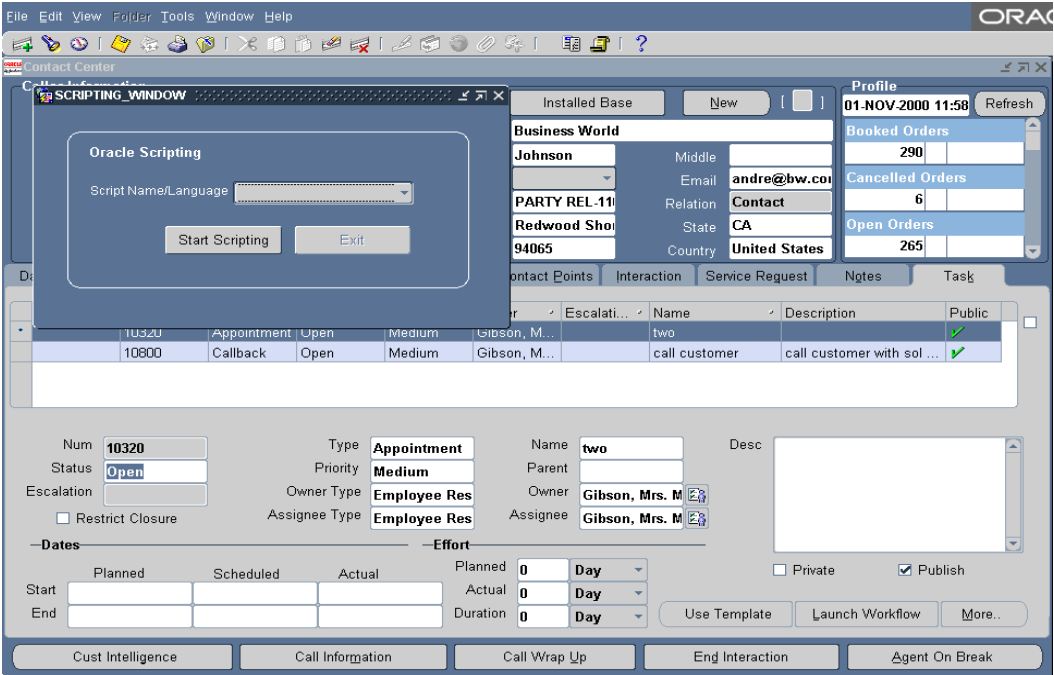 File Edit View Folder Tools Window Help
ORAC
Contact Center
SCRIPTING_WINDOW
Oracle Scripting
Script Name/Language
Start Scripting Exit
Installed Base New [ ]
Business World
Johnson Middle
Email andre@bw.cor
PARTY REL-11 Relation Contact
Redwood Shor State CA
94065 Country United States
Profile
01-NOV-2000 11:58 Refresh
Booked Orders
290
Cancelled Orders
6
Open Orders
265
Da ontact Points Interaction Service Request Notes Task
er Escalati... Name Description Public
10320 Appointment Open Medium Gibson, M... two
10800 Callback Open Medium Gibson, M... call customer call customer with sol ...
Num 10320 Type Appointment Name two Desc
Status Open Priority Medium Parent
Escalation Owner Type Employee Res Owner Gibson, Mrs. M
Restrict Closure Assignee Type Employee Res Assignee Gibson, Mrs. M
Dates Effort
Planned Scheduled Actual Planned 0 Day Private Publish
Start Actual 0 Day
End Duration 0 Day Use Template Launch Workflow More..
Cust Intelligence Call Information Call Wrap Up End Interaction Agent On Break